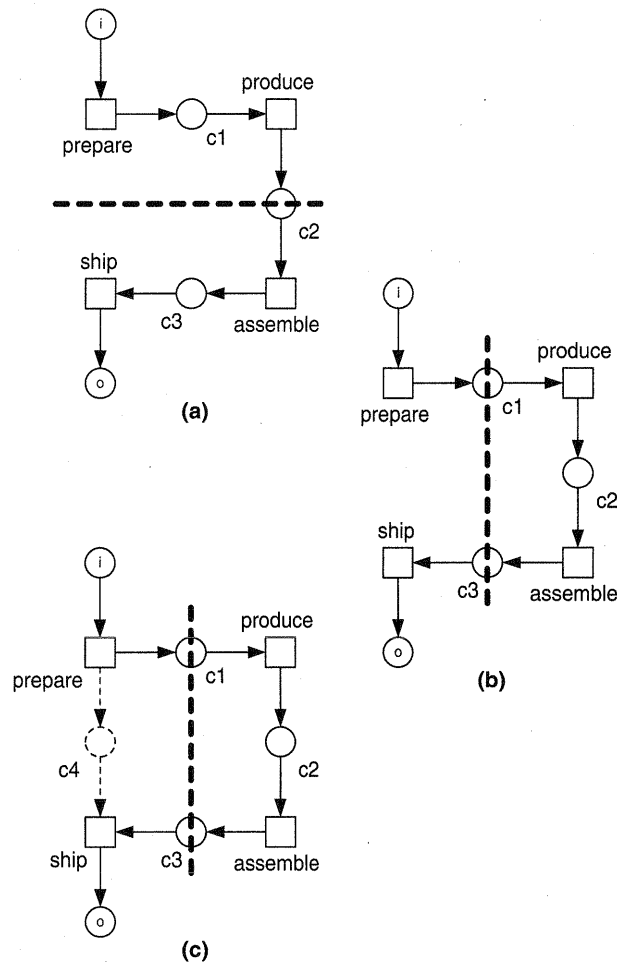 i
produce
prepare
c1
c2
ship
c3
assemble
o
(a)
i
produce
prepare
c1
c2
ship
c3
assemble
o
(b)
i
produce
prepare
c1
c4
c2
ship
c3
assemble
o
(c)